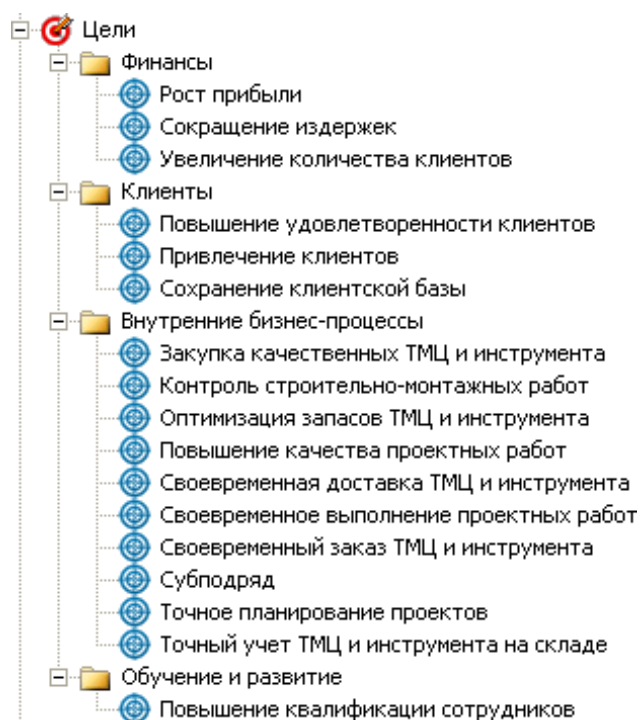 Цели
Финансы
Рост прибыли
Сокращение издержек
Увеличение количества клиентов
Клиенты
Повышение удовлетворенности клиентов
Привлечение клиентов
Сохранение клиентской базы
Внутренние бизнес-процессы
Закупка качественных ТМЦ и инструмента
Контроль строительно-монтажных работ
Оптимизация запасов ТМЦ и инструмента
Повышение качества проектных работ
Своевременная доставка ТМЦ и инструмента
Своевременное выполнение проектных работ
Своевременный заказ ТМЦ и инструмента
Субподряд
Точное планирование проектов
Точный учет ТМЦ и инструмента на складе
Обучение и развитие
Повышение квалификации сотрудников